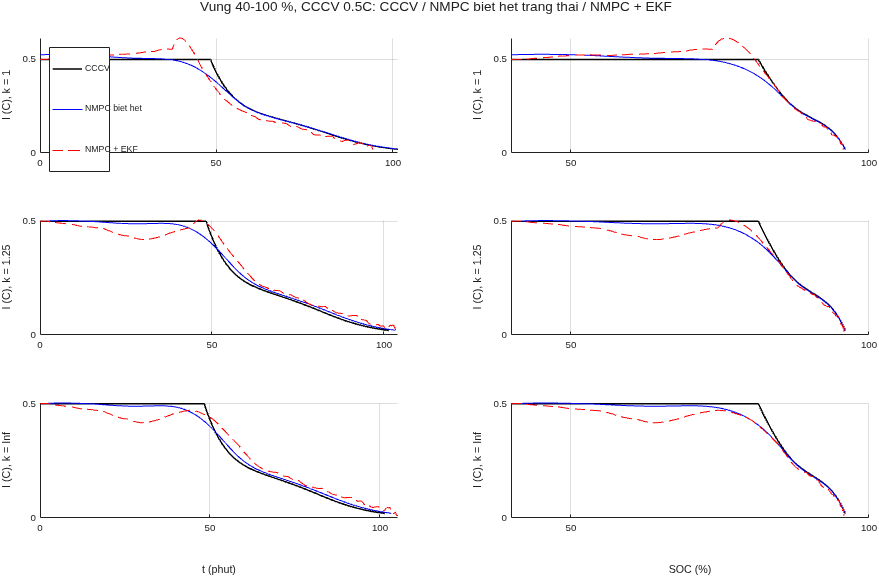 Vung 40-100 %, CCCV 0.5C: CCCV / NMPC biet het trang thai / NMPC + EKF
I (C), k = 1
0.5
0
0
50
100
CCCV
NMPC biet het
NMPC + EKF
I (C), k = 1
0.5
0
50
100
I (C), k = 1.25
0.5
0
0
50
100
I (C), k = 1.25
0.5
0
50
100
I (C), k = Inf
0.5
0
0
50
100
t (phut)
I (C), k = Inf
0.5
0
50
100
SOC (%)